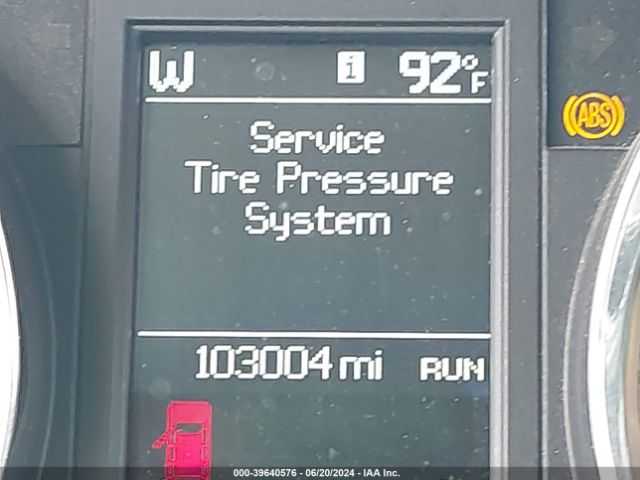 W i 92°F
ABS
Service
Tire Pressure
System
103004 mi RUN
000-39640576 - 06/20/2024 - IAA Inc.